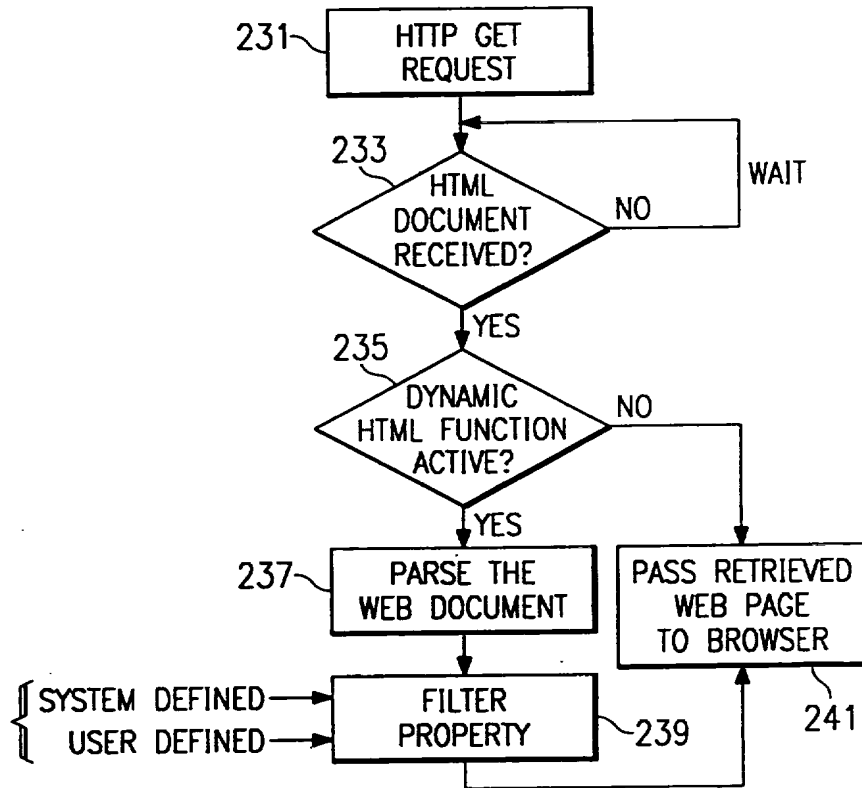 231
HTTP GET
REQUEST
233
HTML
DOCUMENT
RECEIVED?
NO
WAIT
YES
235
DYNAMIC
HTML FUNCTION
ACTIVE?
NO
YES
237
PARSE THE
WEB DOCUMENT
PASS RETRIEVED
WEB PAGE
TO BROWSER
241
SYSTEM DEFINED
USER DEFINED
FILTER
PROPERTY
239